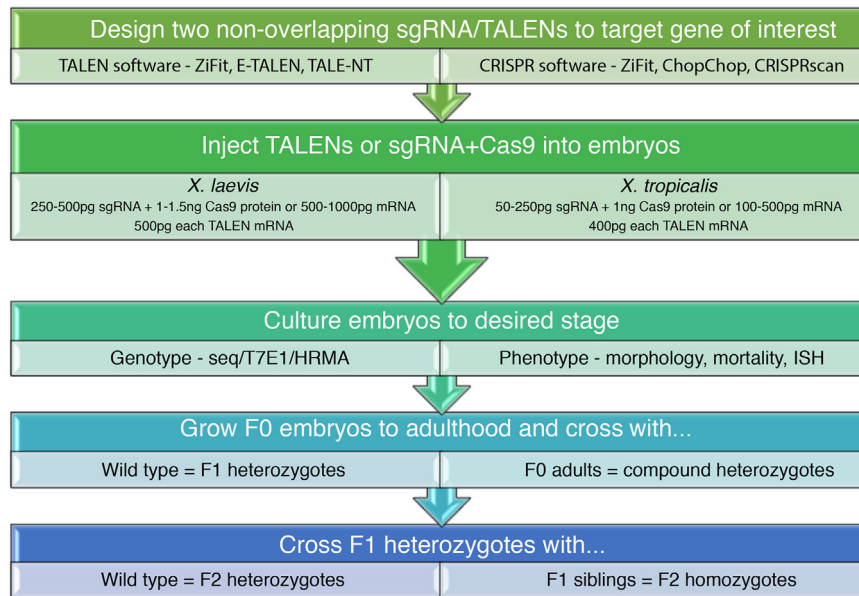 Design two non-overlapping sgRNA/TALENs to target gene of interest
TALEN software - ZiFit, E-TALEN, TALE-NT
CRISPR software - ZiFit, ChopChop, CRISPRscan
Inject TALENs or sgRNA+Cas9 into embryos
X. laevis
250-500pg sgRNA + 1-1.5ng Cas9 protein or 500-1000pg mRNA
500pg each TALEN mRNA
X. tropicalis
50-250pg sgRNA + 1ng Cas9 protein or 100-500pg mRNA
400pg each TALEN mRNA
Culture embryos to desired stage
Genotype - seq/T7E1/HRMA
Phenotype - morphology, mortality, ISH
Grow F0 embryos to adulthood and cross with...
Wild type = F1 heterozygotes
F0 adults = compound heterozygotes
Cross F1 heterozygotes with...
Wild type = F2 heterozygotes
F1 siblings = F2 homozygotes